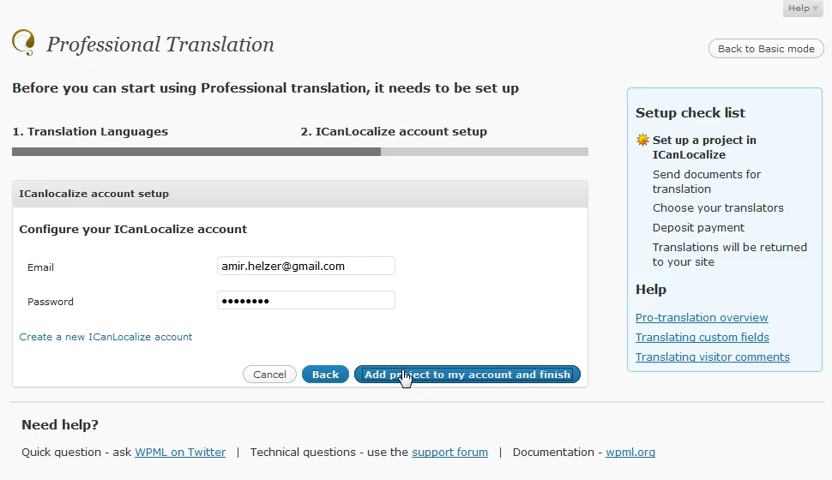 Help
Professional Translation
Back to Basic mode
Before you can start using Professional translation, it needs to be set up
1. Translation Languages
2. ICanLocalize account setup
ICanlocalize account setup
Configure your ICanLocalize account
Email
amir.helzer@gmail.com
Password
••••••••
Create a new ICanLocalize account
Cancel
Back
Add project to my account and finish
Setup check list
Set up a project in
ICanLocalize
Send documents for
translation
Choose your translators
Deposit payment
Translations will be returned
to your site
Help
Pro-translation overview
Translating custom fields
Translating visitor comments
Need help?
Quick question - ask WPML on Twitter | Technical questions - use the support forum | Documentation - wpml.org